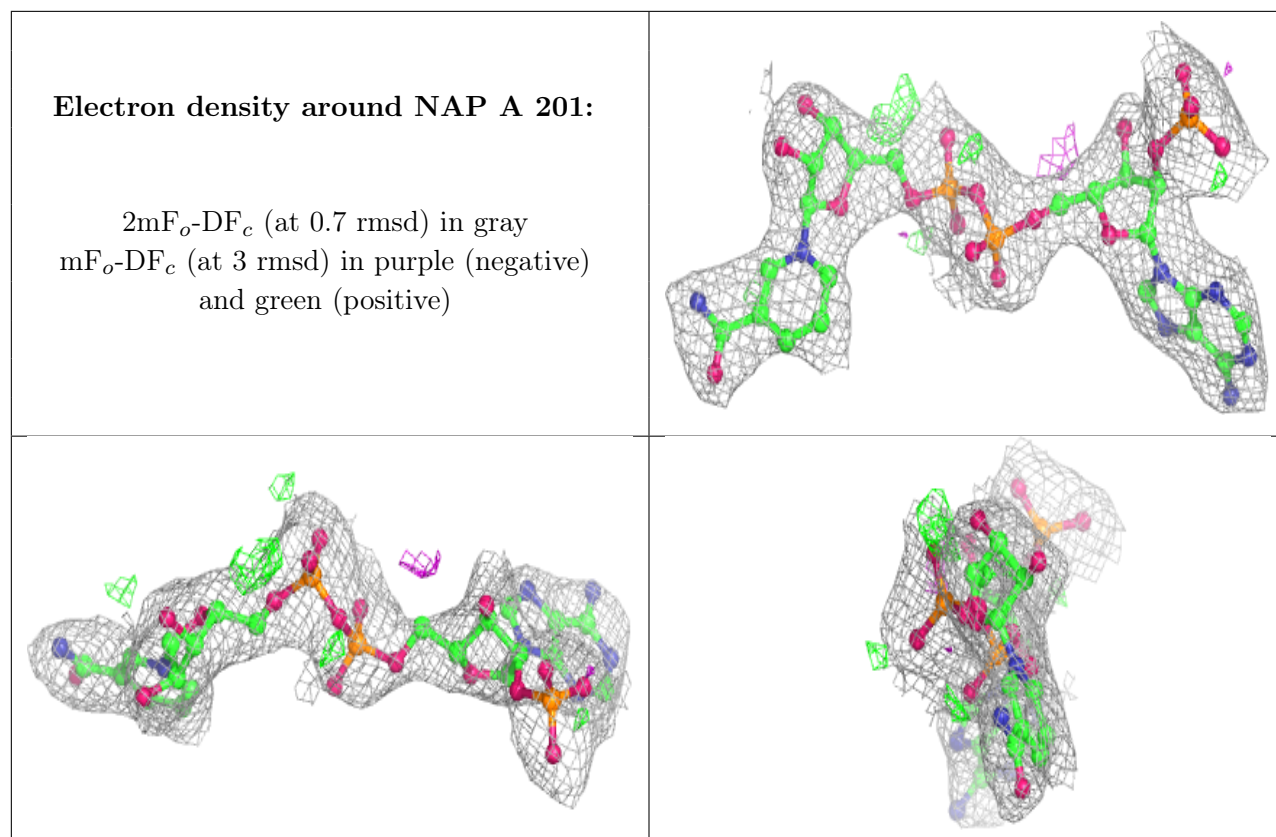 Electron density around NAP A 201:
2mFo-DFc (at 0.7 rmsd) in gray
mFo-DFc (at 3 rmsd) in purple (negative)
and green (positive)